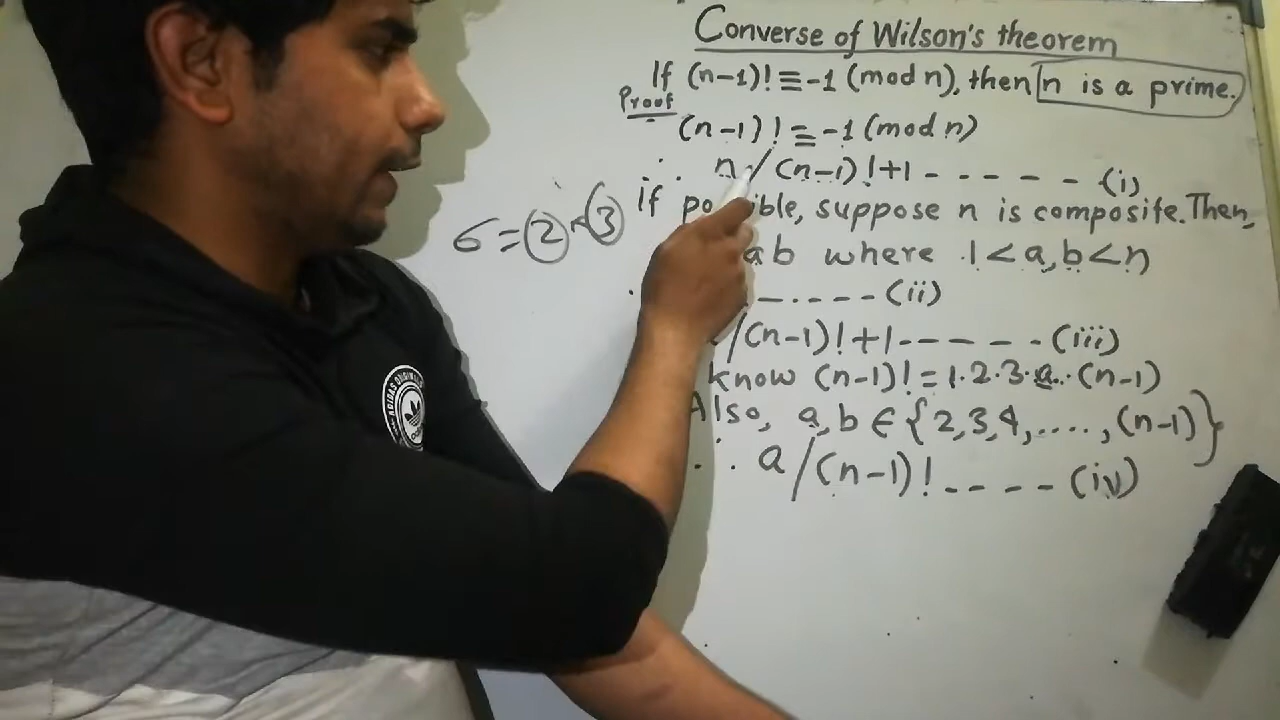 Converse of Wilson's theorem
If (n-1)! ≡ -1 (mod n), then n is a prime.
Proof
(n-1)! ≡ -1 (mod n)
∴ n / (n-1)! + 1 - - - - - (i)
6 = 2 × 3
If suppose n is composite. Then,
ab where 1 < a, b < n
- - - - - (ii)
/(n-1)! + 1 - - - - - (iii)
know (n-1)! = 1·2·3·a··(n-1)
Also, a, b ∈ {2, 3, 4, ...., (n-1)}
∴ a / (n-1)! - - - - (iv)
ADIDAS